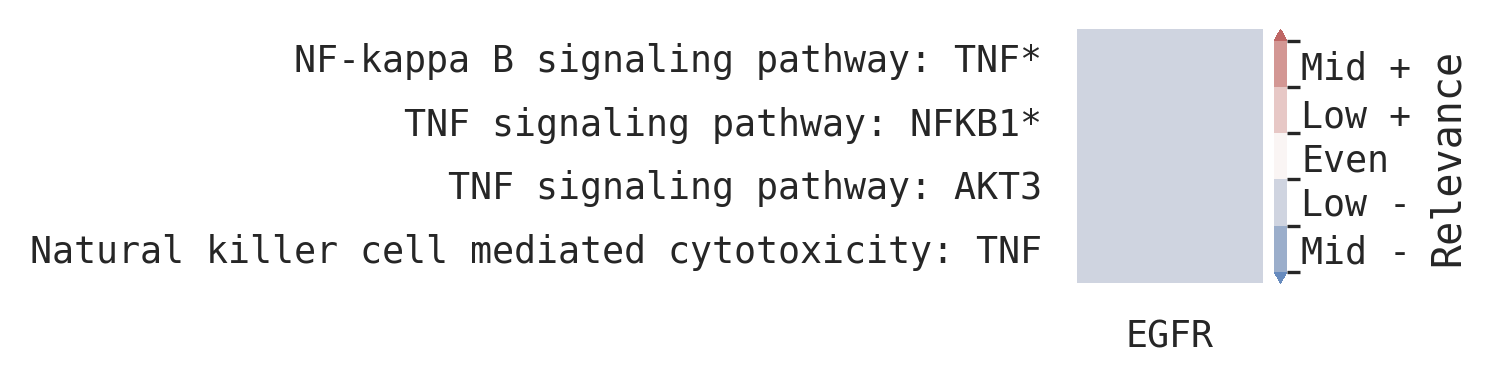 NF-kappa B signaling pathway: TNF*
TNF signaling pathway: NFKB1*
TNF signaling pathway: AKT3
Natural killer cell mediated cytotoxicity: TNF
EGFR
Mid +
Low +
Even
Low -
Mid -
Relevance